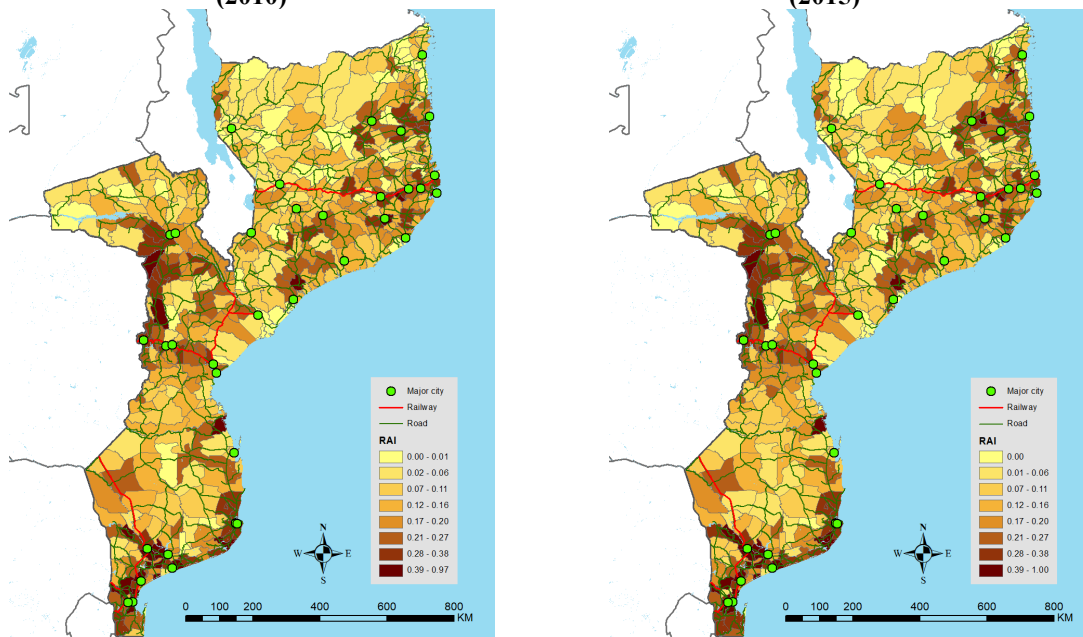 (2010)
(2015)
Major city
Railway
Road
RAI
0.00 - 0.01
0.02 - 0.06
0.07 - 0.11
0.12 - 0.16
0.17 - 0.20
0.21 - 0.27
0.28 - 0.38
0.39 - 0.97
N
W E
S
0 200 400 600 800
KM
Major city
Railway
Road
RAI
0.00
0.01 - 0.06
0.07 - 0.11
0.12 - 0.16
0.17 - 0.20
0.21 - 0.27
0.28 - 0.38
0.39 - 1.00
N
W E
S
0 200 400 600 800
KM